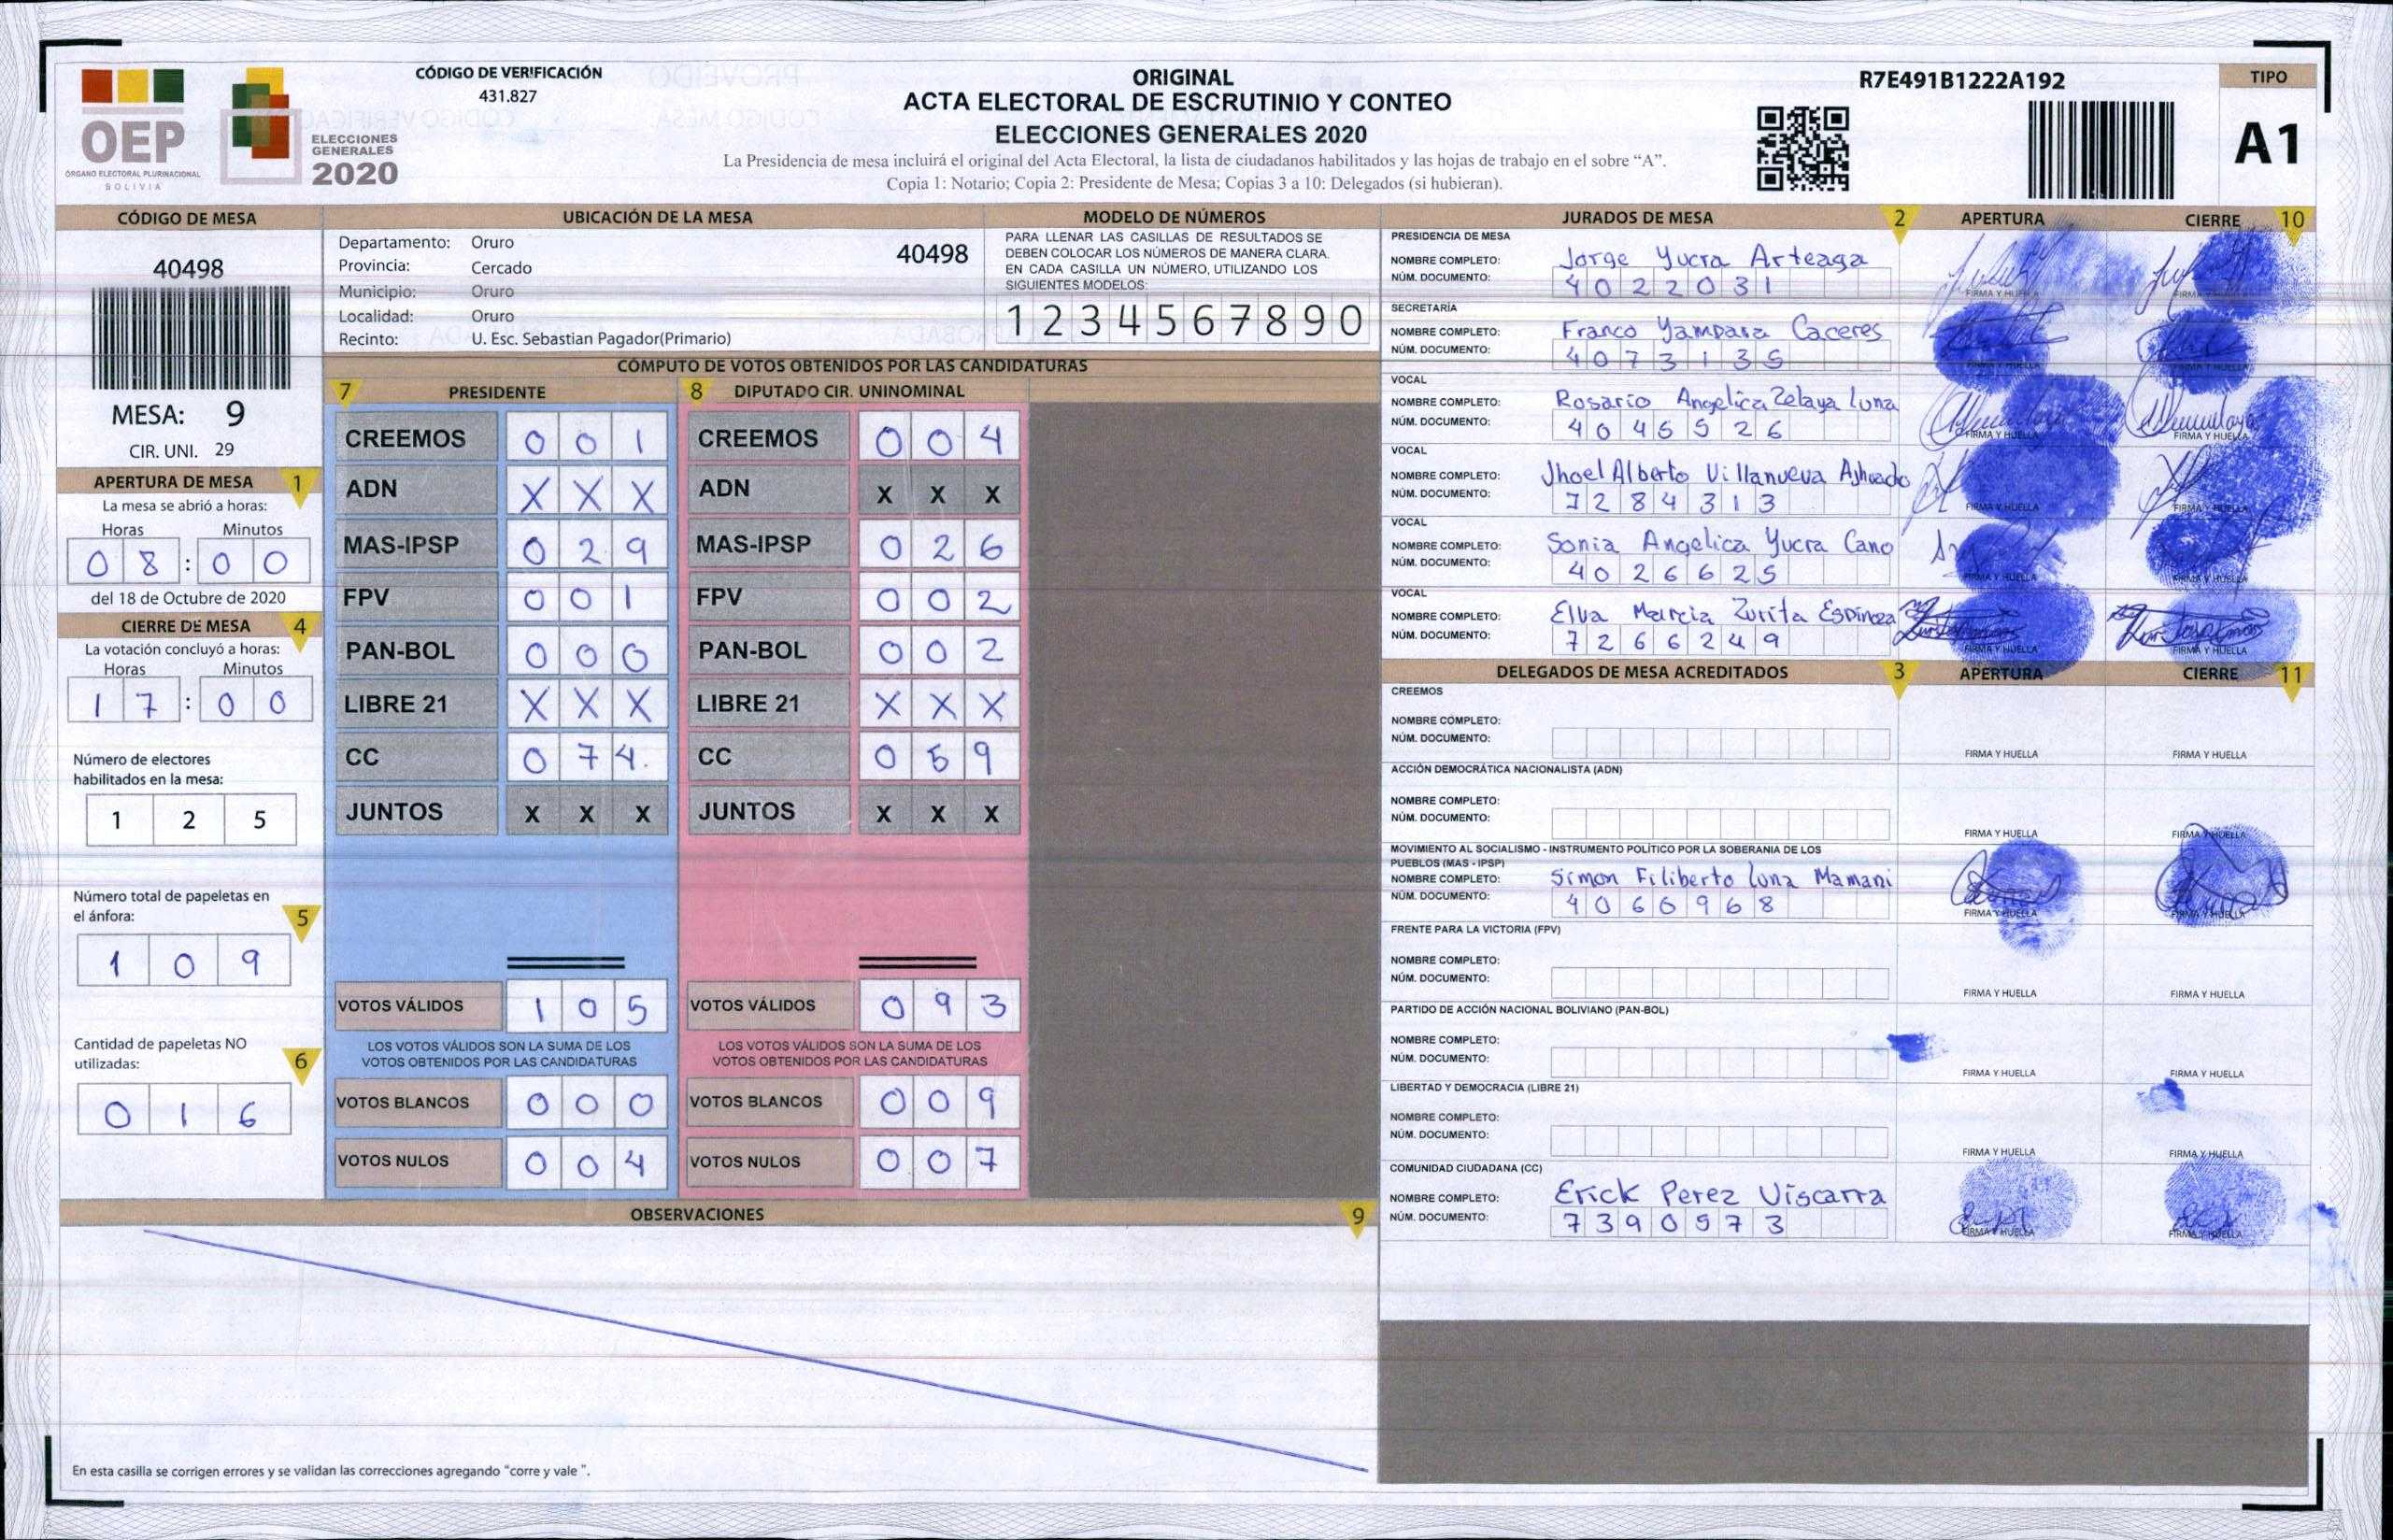 OEP
ÓRGANO ELECTORAL PLURINACIONAL
BOLIVIA
ELECCIONES
GENERALES
2020
CÓDIGO DE VERIFICACIÓN
431.827
ORIGINAL
ACTA ELECTORAL DE ESCRUTINIO Y CONTEO
ELECCIONES GENERALES 2020
La Presidencia de mesa incluirá el original del Acta Electoral, la lista de ciudadanos habilitados y las hojas de trabajo en el sobre “A”.
Copia 1: Notario; Copia 2: Presidente de Mesa; Copias 3 a 10: Delegados (si hubieran).
R7E491B1222A192
TIPO
A1
CÓDIGO DE MESA
40498
MESA: 9
CIR. UNI. 29
APERTURA DE MESA 1
La mesa se abrió a horas:
Horas Minutos
0 8 : 0 0
del 18 de Octubre de 2020
CIERRE DE MESA 4
La votación concluyó a horas:
Horas Minutos
1 7 : 0 0
Número de electores
habilitados en la mesa:
1 2 5
Número total de papeletas en
el ánfora: 5
1 0 9
Cantidad de papeletas NO
utilizadas: 6
0 1 6
UBICACIÓN DE LA MESA
Departamento: Oruro
40498
Provincia: Cercado
Municipio: Oruro
Localidad: Oruro
Recinto: U. Esc. Sebastian Pagador(Primario)
MODELO DE NÚMEROS
PARA LLENAR LAS CASILLAS DE RESULTADOS SE
DEBEN COLOCAR LOS NÚMEROS DE MANERA CLARA.
EN CADA CASILLA UN NÚMERO, UTILIZANDO LOS
SIGUIENTES MODELOS:
1 2 3 4 5 6 7 8 9 0
CÓMPUTO DE VOTOS OBTENIDOS POR LAS CANDIDATURAS
7 PRESIDENTE
CREEMOS 0 0 1
ADN X X X
MAS-IPSP 0 2 9
FPV 0 0 1
PAN-BOL 0 0 0
LIBRE 21 X X X
CC 0 7 4.
JUNTOS X X X
VOTOS VÁLIDOS 1 0 5
LOS VOTOS VÁLIDOS SON LA SUMA DE LOS
VOTOS OBTENIDOS POR LAS CANDIDATURAS
VOTOS BLANCOS 0 0 0
VOTOS NULOS 0 0 4
8 DIPUTADO CIR. UNINOMINAL
CREEMOS 0 0 4
ADN X X X
MAS-IPSP 0 2 6
FPV 0 0 2
PAN-BOL 0 0 2
LIBRE 21 X X X
CC 0 5 9
JUNTOS X X X
VOTOS VÁLIDOS 0 9 3
LOS VOTOS VÁLIDOS SON LA SUMA DE LOS
VOTOS OBTENIDOS POR LAS CANDIDATURAS
VOTOS BLANCOS 0 0 9
VOTOS NULOS 0 0 7
OBSERVACIONES 9
En esta casilla se corrigen errores y se validan las correcciones agregando “corre y vale ”.
JURADOS DE MESA 2 APERTURA CIERRE 10
PRESIDENCIA DE MESA
NOMBRE COMPLETO: Jorge Yucra Arteaga
NÚM. DOCUMENTO: 4 0 2 2 0 3 1
FIRMA Y HUELLA FIRMA
SECRETARÍA
NOMBRE COMPLETO: Franco Yampara Caceres
NÚM. DOCUMENTO: 4 0 7 3 1 3 5
VOCAL
NOMBRE COMPLETO: Rosario Angelica Zelaya Luna
NÚM. DOCUMENTO: 4 0 4 5 5 2 6
FIRMA Y HUELLA FIRMA Y HUELLA
VOCAL
NOMBRE COMPLETO: Jhoel Alberto Villanueva
NÚM. DOCUMENTO: 7 2 8 4 3 1 3
FIRMA Y HUELLA FIRMA Y HUELLA
VOCAL
NOMBRE COMPLETO: Sonia Angelica Yucra Cano
NÚM. DOCUMENTO: 4 0 2 6 6 2 5
FIRMA Y HUELLA FIRMA Y HUELLA
VOCAL
NOMBRE COMPLETO: Elva Marcia Zurita Espinoza
NÚM. DOCUMENTO: 7 2 6 6 2 4 9
FIRMA Y HUELLA FIRMA Y HUELLA
DELEGADOS DE MESA ACREDITADOS 3 APERTURA CIERRE 11
CREEMOS
NOMBRE COMPLETO:
NÚM. DOCUMENTO:
FIRMA Y HUELLA FIRMA Y HUELLA
ACCIÓN DEMOCRÁTICA NACIONALISTA (ADN)
NOMBRE COMPLETO:
NÚM. DOCUMENTO:
FIRMA Y HUELLA FIRMA Y HUELLA
MOVIMIENTO AL SOCIALISMO - INSTRUMENTO POLÍTICO POR LA SOBERANIA DE LOS
PUEBLOS (MAS - IPSP)
NOMBRE COMPLETO: Simon Filiberto Luna Mamani
NÚM. DOCUMENTO: 4 0 6 6 9 6 8
FIRMA Y HUELLA FIRMA Y HUELLA
FRENTE PARA LA VICTORIA (FPV)
NOMBRE COMPLETO:
NÚM. DOCUMENTO:
FIRMA Y HUELLA FIRMA Y HUELLA
PARTIDO DE ACCIÓN NACIONAL BOLIVIANO (PAN-BOL)
NOMBRE COMPLETO:
NÚM. DOCUMENTO:
FIRMA Y HUELLA FIRMA Y HUELLA
LIBERTAD Y DEMOCRACIA (LIBRE 21)
NOMBRE COMPLETO:
NÚM. DOCUMENTO:
FIRMA Y HUELLA FIRMA Y HUELLA
COMUNIDAD CIUDADANA (CC)
NOMBRE COMPLETO: Erick Perez Viscarra
NÚM. DOCUMENTO: 7 3 9 0 5 7 3
FIRMA Y HUELLA FIRMA Y HUELLA